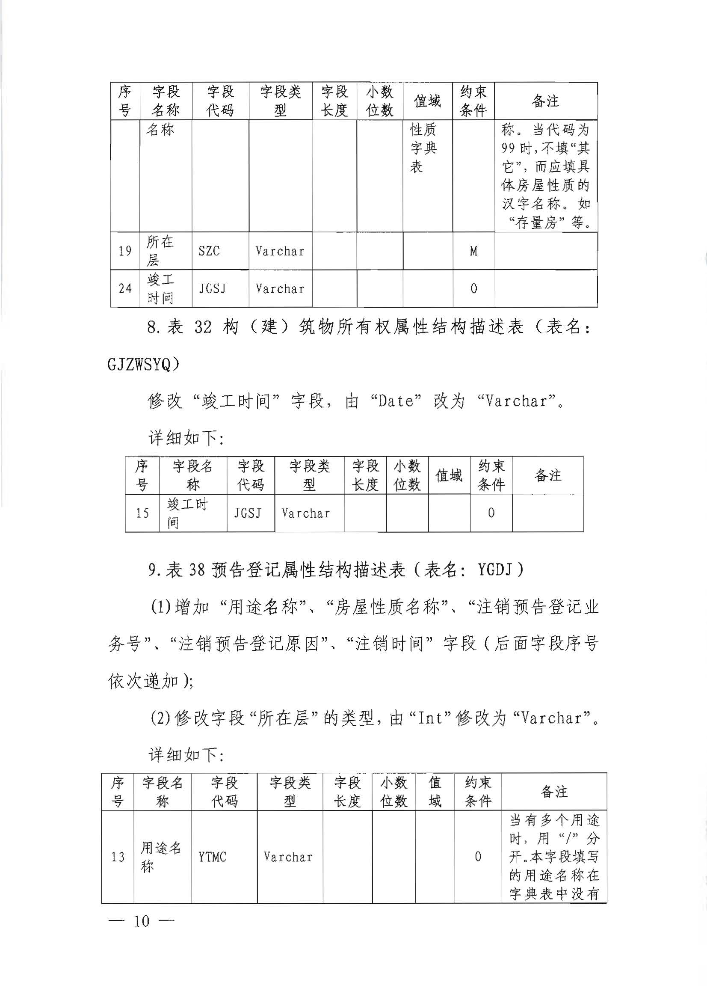 序号 字段名称 字段代码 字段类型 字段长度 小数位数 值域 约束条件 备注
名称 性质字典表 称。当代码为99时,不填“其它”,而应填具体房屋性质的汉字名称。如“存量房”等。
19 所在层 SZC Varchar M
24 竣工时间 JGSJ Varchar O
8. 表 32 构（建）筑物所有权属性结构描述表（表名：
GJZWSYQ）
修改“竣工时间”字段，由“Date”改为“Varchar”。
详细如下：
序号 字段名称 字段代码 字段类型 字段长度 小数位数 值域 约束条件 备注
15 竣工时间 JGSJ Varchar O
9. 表 38 预告登记属性结构描述表（表名：YGDJ）
(1)增加“用途名称”、“房屋性质名称”、“注销预告登记业
务号”、“注销预告登记原因”、“注销时间”字段（后面字段序号
依次递加）;
(2)修改字段“所在层”的类型，由“Int”修改为“Varchar”。
详细如下：
序号 字段名称 字段代码 字段类型 字段长度 小数位数 值域 约束条件 备注
13 用途名称 YTMC Varchar O 当有多个用途时，用“/”分开。本字段填写的用途名称在字典表中没有
— 10 —